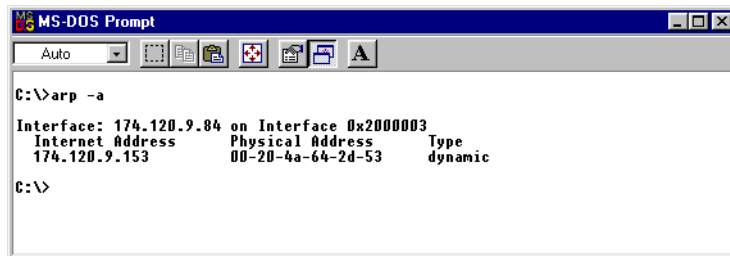 MS-DOS Prompt
Auto
A
C:\>arp -a
Interface: 174.120.9.84 on Interface 0x2000003
Internet Address Physical Address Type
174.120.9.153 00-20-4a-64-2d-53 dynamic
C:\>